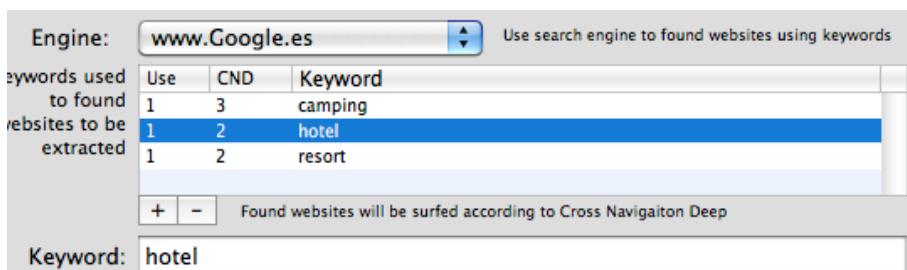 Engine: www.Google.es Use search engine to found websites using keywords
eywords used
to found
websites to be
extracted
Use CND Keyword
1 3 camping
1 2 hotel
1 2 resort
+ - Found websites will be surfed according to Cross Navigaiton Deep
Keyword: hotel